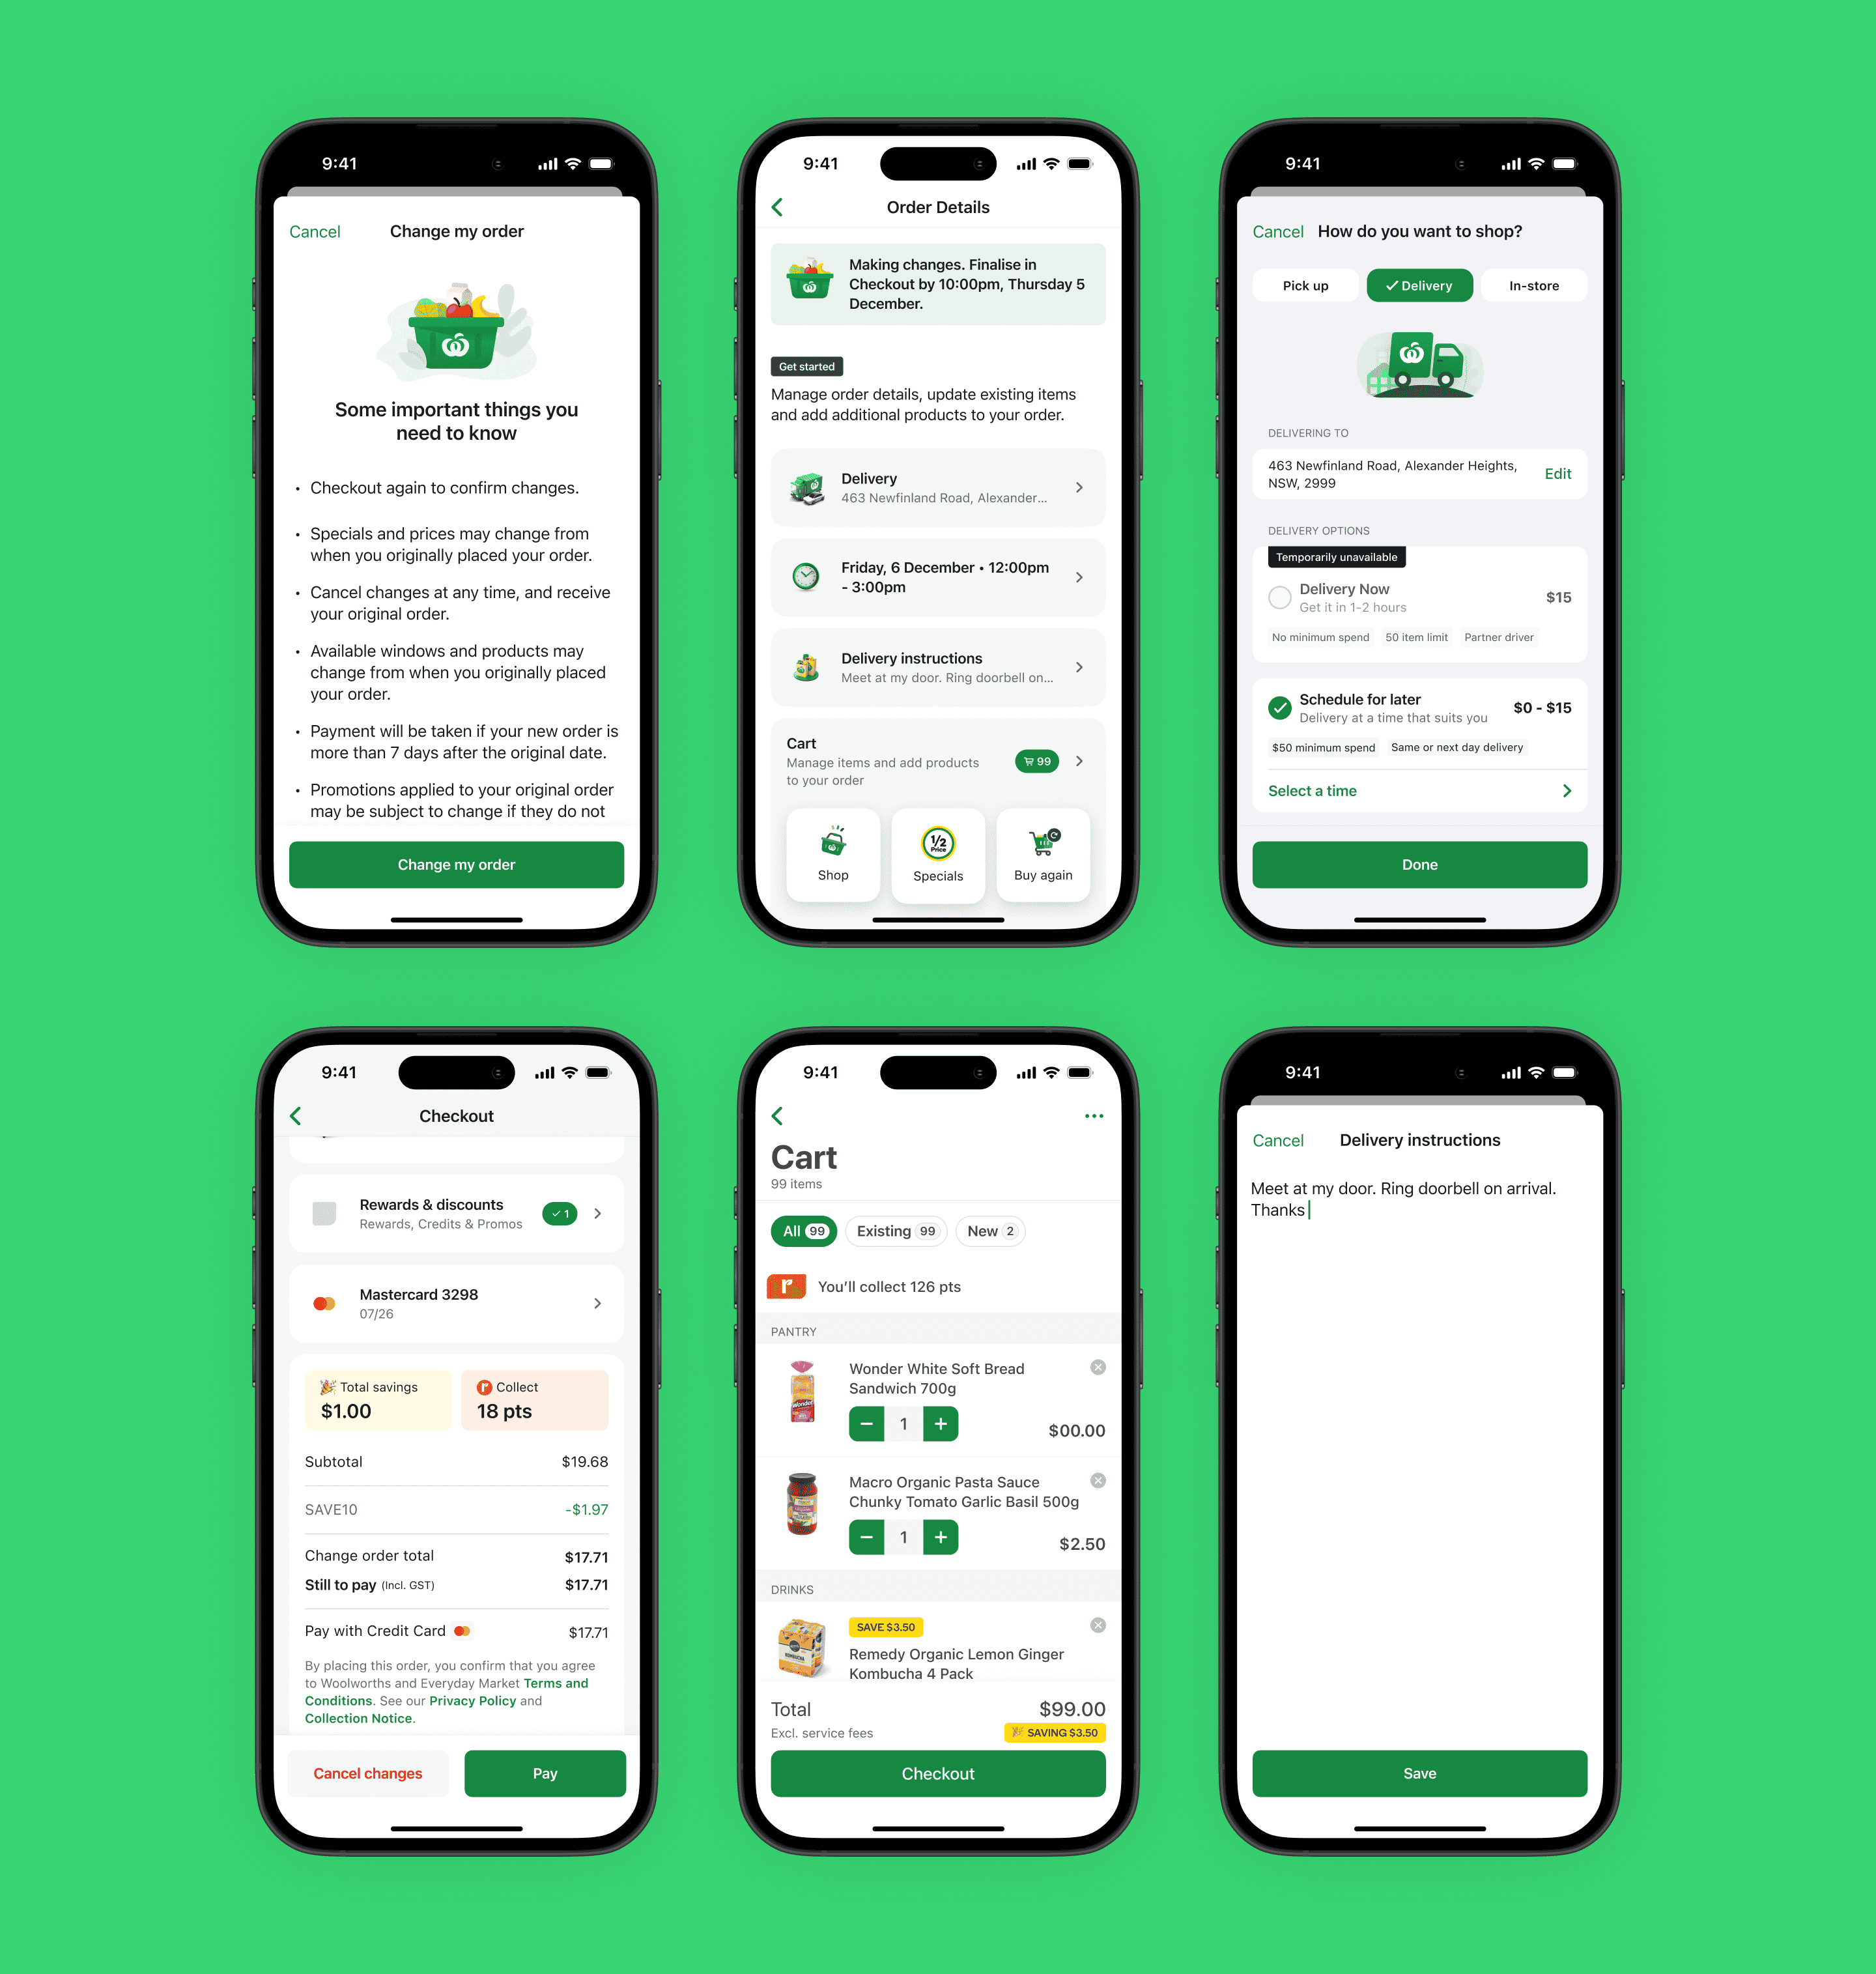 9:41
Cancel
Change my order
Some important things you
need to know
• Checkout again to confirm changes.
• Specials and prices may change from
when you originally placed your order.
• Cancel changes at any time, and receive
your original order.
• Available windows and products may
change from when you originally placed
your order.
• Payment will be taken if your new order is
more than 7 days after the original date.
• Promotions applied to your original order
may be subject to change if they do not
Change my order
9:41
Order Details
Making changes. Finalise in
Checkout by 10:00pm, Thursday 5
December.
Get started
Manage order details, update existing items
and add additional products to your order.
Delivery
463 Newfinland Road, Alexander...
Friday, 6 December • 12:00pm
- 3:00pm
Delivery instructions
Meet at my door. Ring doorbell on...
Cart
Manage items and add products
to your order
99
1/2
Price
Shop
Specials
Buy again
9:41
Cancel
How do you want to shop?
Pick up
Delivery
In-store
DELIVERING TO
463 Newfinland Road, Alexander Heights,
NSW, 2999
Edit
DELIVERY OPTIONS
Temporarily unavailable
Delivery Now
Get it in 1-2 hours
$15
No minimum spend
50 item limit
Partner driver
Schedule for later
Delivery at a time that suits you
$0 - $15
$50 minimum spend
Same or next day delivery
Select a time
Done
9:41
Checkout
Rewards & discounts
Rewards, Credits & Promos
1
Mastercard 3298
07/26
Total savings
$1.00
Collect
18 pts
Subtotal $19.68
SAVE10 -$1.97
Change order total $17.71
Still to pay (Incl. GST) $17.71
Pay with Credit Card $17.71
By placing this order, you confirm that you agree
to Woolworths and Everyday Market Terms and
Conditions. See our Privacy Policy and
Collection Notice.
Cancel changes
Pay
9:41
Cart
99 items
All 99
Existing 99
New 2
You'll collect 126 pts
PANTRY
Wonder White Soft Bread
Sandwich 700g
Wonder
1
$00.00
Macro Organic Pasta Sauce
Chunky Tomato Garlic Basil 500g
1
$2.50
DRINKS
SAVE $3.50
Remedy Organic Lemon Ginger
Kombucha 4 Pack
KOMBUCHA
Total $99.00
Excl. service fees
SAVING $3.50
Checkout
9:41
Cancel
Delivery instructions
Meet at my door. Ring doorbell on arrival.
Thanks
Save